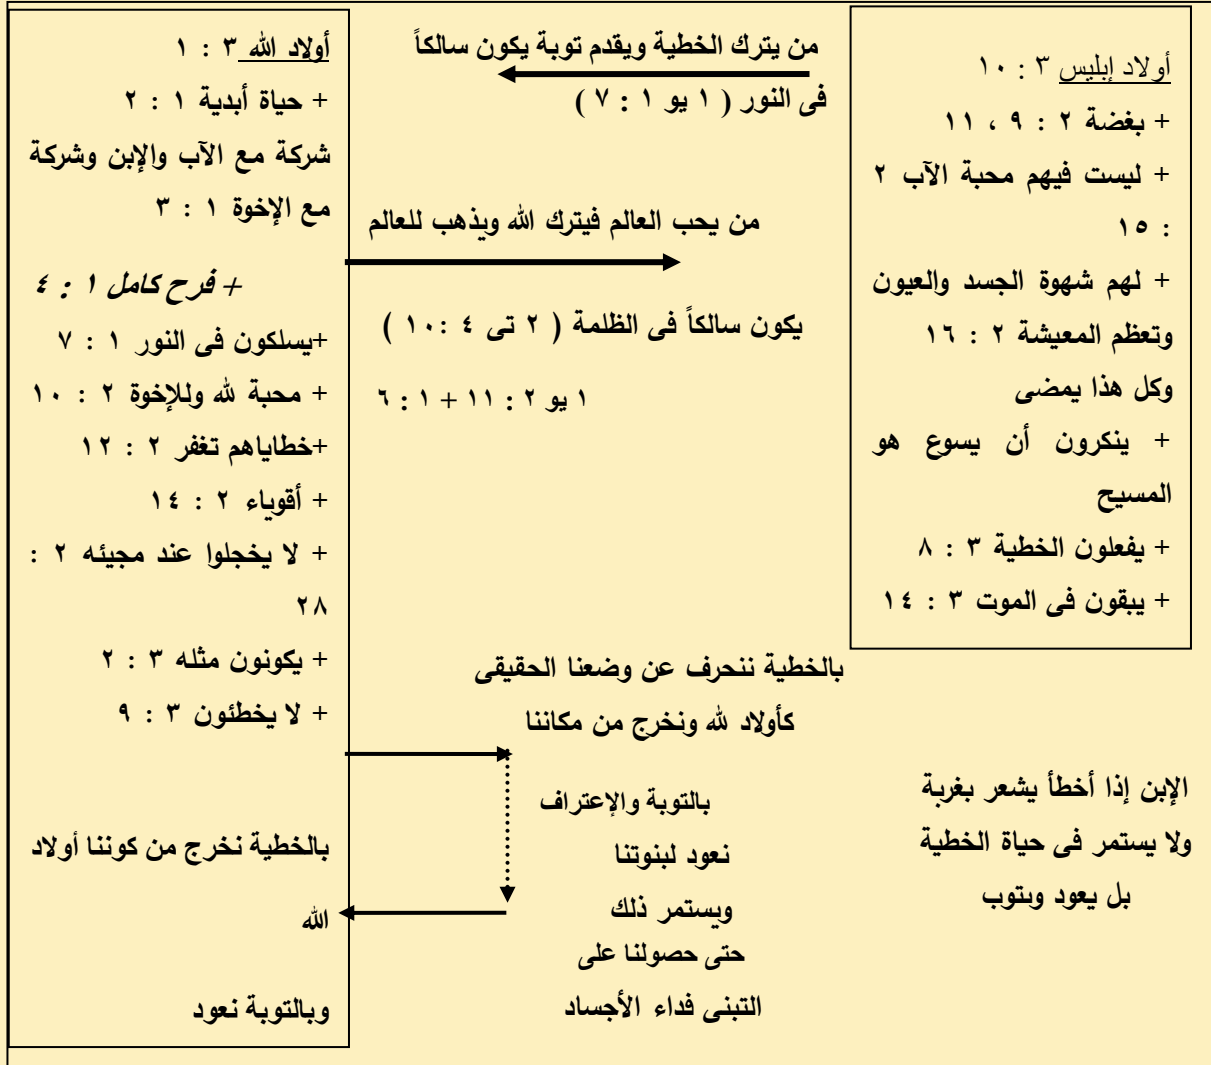 أولاد إبليس ٣ : ١٠
+ بغضة ٢ : ٩ ، ١١
+ ليست فيهم محبة الآب ٢
: ١٥
+ لهم شهوة الجسد والعيون
وتعظم المعيشة ٢ : ١٦
وكل هذا يمضى
+ ينكرون أن يسوع هو
المسيح
+ يفعلون الخطية ٣ : ٨
+ يبقون فى الموت ٣ : ١٤
الإبن إذا أخطأ يشعر بغربة
ولا يستمر فى حياة الخطية
بل يعود ويتوب
من يترك الخطية ويقدم توبة يكون سالكاً
فى النور ( ١ يو ١ : ٧ )
من يحب العالم فيترك الله ويذهب للعالم
يكون سالكاً فى الظلمة ( ٢ تى ٤ : ١٠ )
١ يو ٢ : ١١ + ١ : ٦
بالخطية ننحرف عن وضعنا الحقيقى
كأولاد لله ونخرج من مكاننا
بالتوبة والإعتراف
نعود لبنوتنا
ويستمر ذلك
حتى حصولنا على
التبنى فداء الأجساد
أولاد الله ٣ : ١
+ حياة أبدية ١ : ٢
شركة مع الآب والإبن وشركة
مع الإخوة ١ : ٣
+ فرح كامل ١ : ٤
+يسلكون فى النور ١ : ٧
+ محبة لله وللإخوة ٢ : ١٠
+خطاياهم تغفر ٢ : ١٢
+ أقوياء ٢ : ١٤
+ لا يخجلوا عند مجيئه ٢ :
٢٨
+ يكونون مثله ٣ : ٢
+ لا يخطئون ٣ : ٩
بالخطية نخرج من كوننا أولاد
الله
وبالتوبة نعود